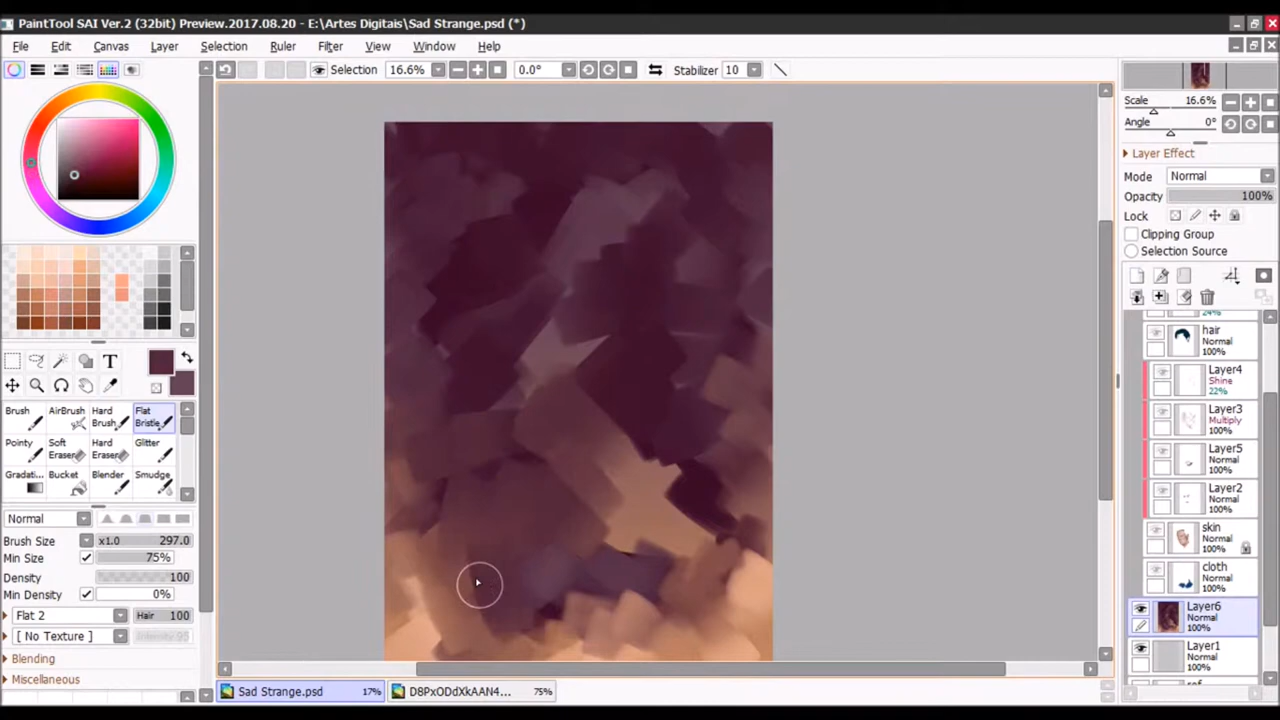 PaintTool SAI Ver.2 (32bit) Preview.2017.08.20 - E:\Artes Digitais\Sad Strange.psd (*)
File Edit Canvas Layer Selection Ruler Filter View Window Help
Selection 16.6% 0.0° Stabilizer 10
Scale 16.6%
Angle 0°
Layer Effect
Mode Normal
Opacity 100%
Lock
Clipping Group
Selection Source
24%
hair
Normal
100%
Layer4
Shine
22%
Layer3
Multiply
100%
Layer5
Normal
100%
Layer2
Normal
100%
skin
Normal
100%
cloth
Normal
100%
Layer6
Normal
100%
Layer1
Normal
100%
T
Brush AirBrush Hard Brush Flat Bristle
Pointy Soft Eraser Hard Eraser Glitter
Gradati... Bucket Blender Smudge
Normal
Brush Size x1.0 297.0
Min Size 75%
Density 100
Min Density 0%
Flat 2 Hair 100
[ No Texture ] Intensity 95
Blending
Miscellaneous
Sad Strange.psd 17% D8PxODdXkAAN4... 75%